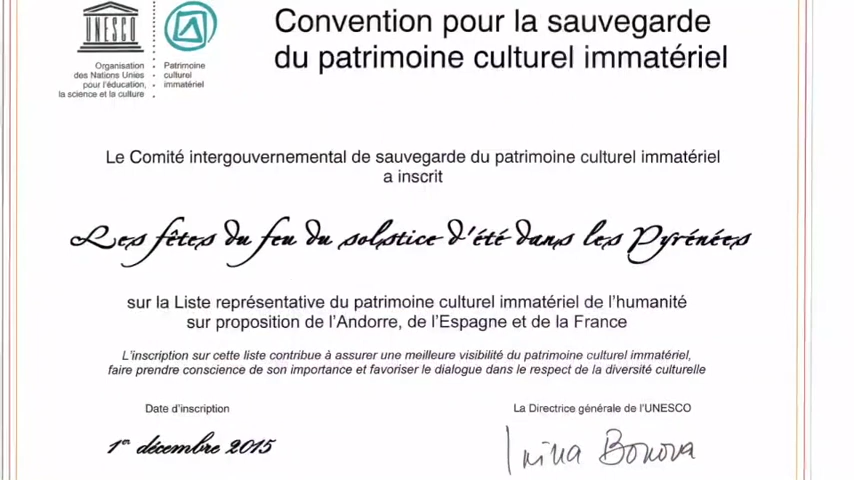 UNESCO
Organisation
des Nations Unies
pour l'éducation,
la science et la culture
Patrimoine
culturel
immatériel
Convention pour la sauvegarde
du patrimoine culturel immatériel
Le Comité intergouvernemental de sauvegarde du patrimoine culturel immatériel
a inscrit
Les fêtes du feu du solstice d'été dans les Pyrénées
sur la Liste représentative du patrimoine culturel immatériel de l'humanité
sur proposition de l'Andorre, de l'Espagne et de la France
L'inscription sur cette liste contribue à assurer une meilleure visibilité du patrimoine culturel immatériel,
faire prendre conscience de son importance et favoriser le dialogue dans le respect de la diversité culturelle
Date d'inscription
1er décembre 2015
La Directrice générale de l'UNESCO
Irina Bokova